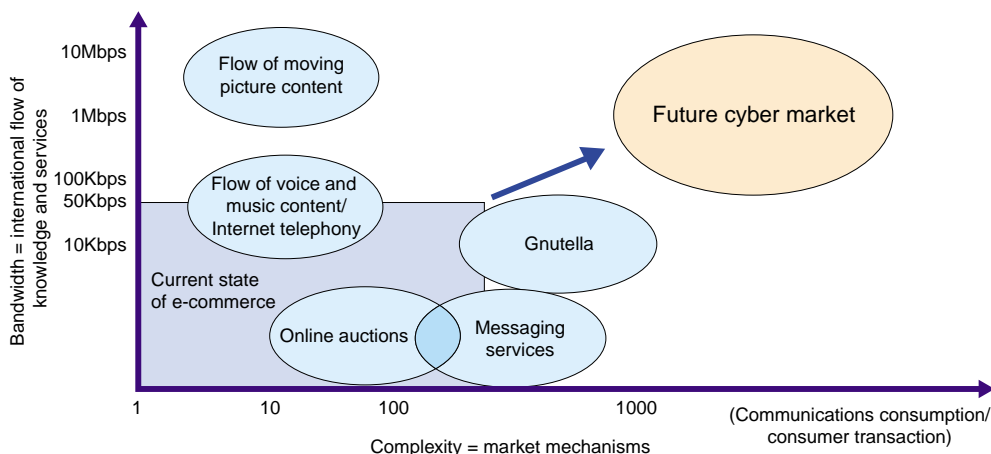 Bandwidth = international flow of
knowledge and services
10Mbps
1Mbps
100Kbps
50Kbps
10Kbps
Flow of moving
picture content
Future cyber market
Flow of voice and
music content/
Internet telephony
Gnutella
Current state
of e-commerce
Online auctions
Messaging
services
1
10
100
1000
(Communications consumption/
consumer transaction)
Complexity = market mechanisms